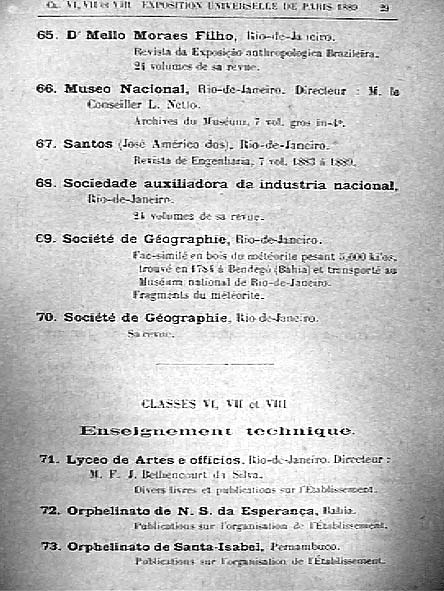 CL. VI, VII et VIII EXPOSITION UNIVERSELLE DE PARIS 1889 29
65. Dr Mello Moraes Filho, Rio-de-Janeiro.
Revista da Exposição anthropologica Brazileira.
21 volumes de sa revue.
66. Museo Nacional, Rio-de-Janeiro. Directeur : M. le
Conseiller L. Netto.
Archives du Muséum, 7 vol. gros in-4°.
67. Santos (José Américo dos), Rio-de-Janeiro.
Revista de Engenharia, 7 vol. 1883 à 1889.
68. Sociedade auxiliadora da industria nacional,
Rio-de-Janeiro.
21 volumes de sa revue.
69. Société de Géographie, Rio-de-Janeiro.
Fac-similé en bois du météorite pesant 5,000 kilos,
trouvé en 1784 à Bendegó (Bahia) et transporté au
Muséum national de Rio-de-Janeiro.
Fragments du météorite.
70. Société de Géographie, Rio-de-Janeiro.
Sa revue.
CLASSES VI, VII et VIII
Enseignement technique.
71. Lyceo de Artes e officios, Rio-de-Janeiro. Directeur :
M. F. J. Bethencourt da Silva.
Divers livres et publications sur l'Établissement.
72. Orphelinato de N. S. da Esperança, Bahia.
Publications sur l'organisation de l'Établissement.
73. Orphelinato de Santa-Isabel, Pernambuco.
Publications sur l'organisation de l'Établissement.